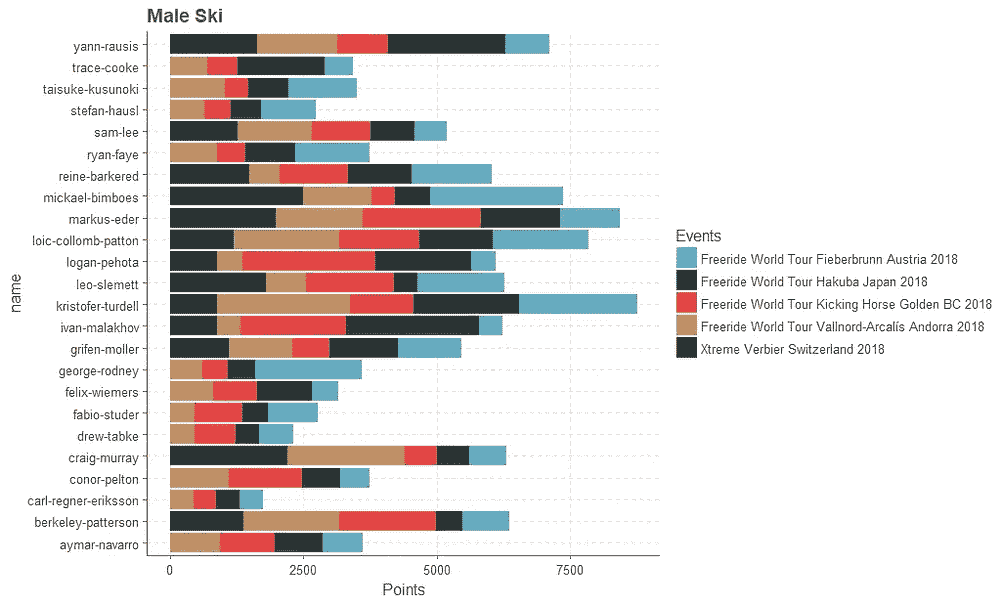 Male Ski
name
yann-rausis
trace-cooke
taisuke-kusunoki
stefan-hausl
sam-lee
ryan-faye
reine-barkered
mickael-bimboes
markus-eder
loic-collomb-patton
logan-pehota
leo-slemett
kristofer-turdell
ivan-malakhov
grifen-moller
george-rodney
felix-wiemers
fabio-studer
drew-tabke
craig-murray
conor-pelton
carl-regner-eriksson
berkeley-patterson
aymar-navarro
0 2500 5000 7500
Points
Events
Freeride World Tour Fieberbrunn Austria 2018
Freeride World Tour Hakuba Japan 2018
Freeride World Tour Kicking Horse Golden BC 2018
Freeride World Tour Vallnord-Arcalís Andorra 2018
Xtreme Verbier Switzerland 2018